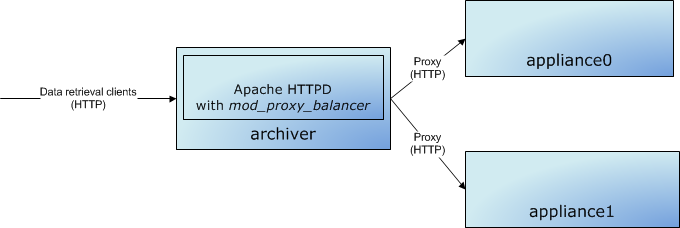 Data retrieval clients
(HTTP)
Apache HTTPD
with mod_proxy_balancer
archiver
Proxy
(HTTP)
appliance0
Proxy
(HTTP)
appliance1